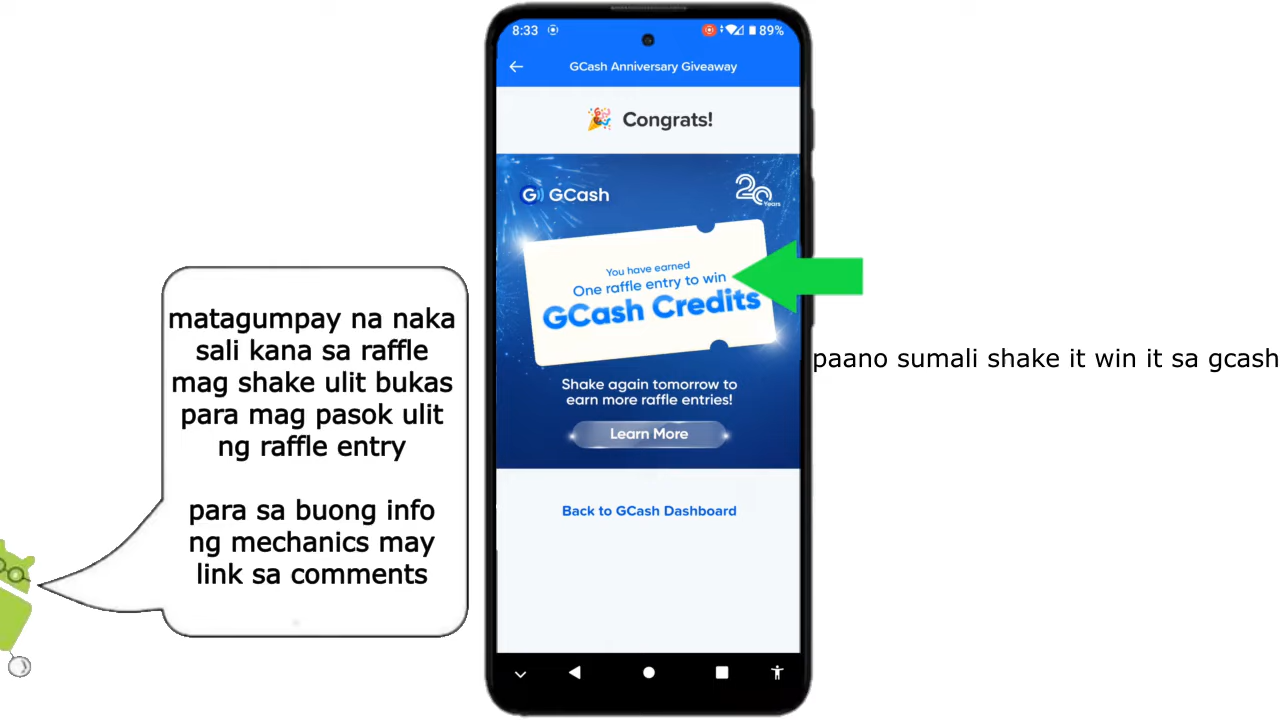 8:33
89%
GCash Anniversary Giveaway
Congrats!
G GCash
20
Years
You have earned
One raffle entry to win
GCash Credits
Shake again tomorrow to
earn more raffle entries!
Learn More
Back to GCash Dashboard
matagumpay na naka
sali kana sa raffle
mag shake ulit bukas
para mag pasok ulit
ng raffle entry
para sa buong info
ng mechanics may
link sa comments
paano sumali shake it win it sa gcash